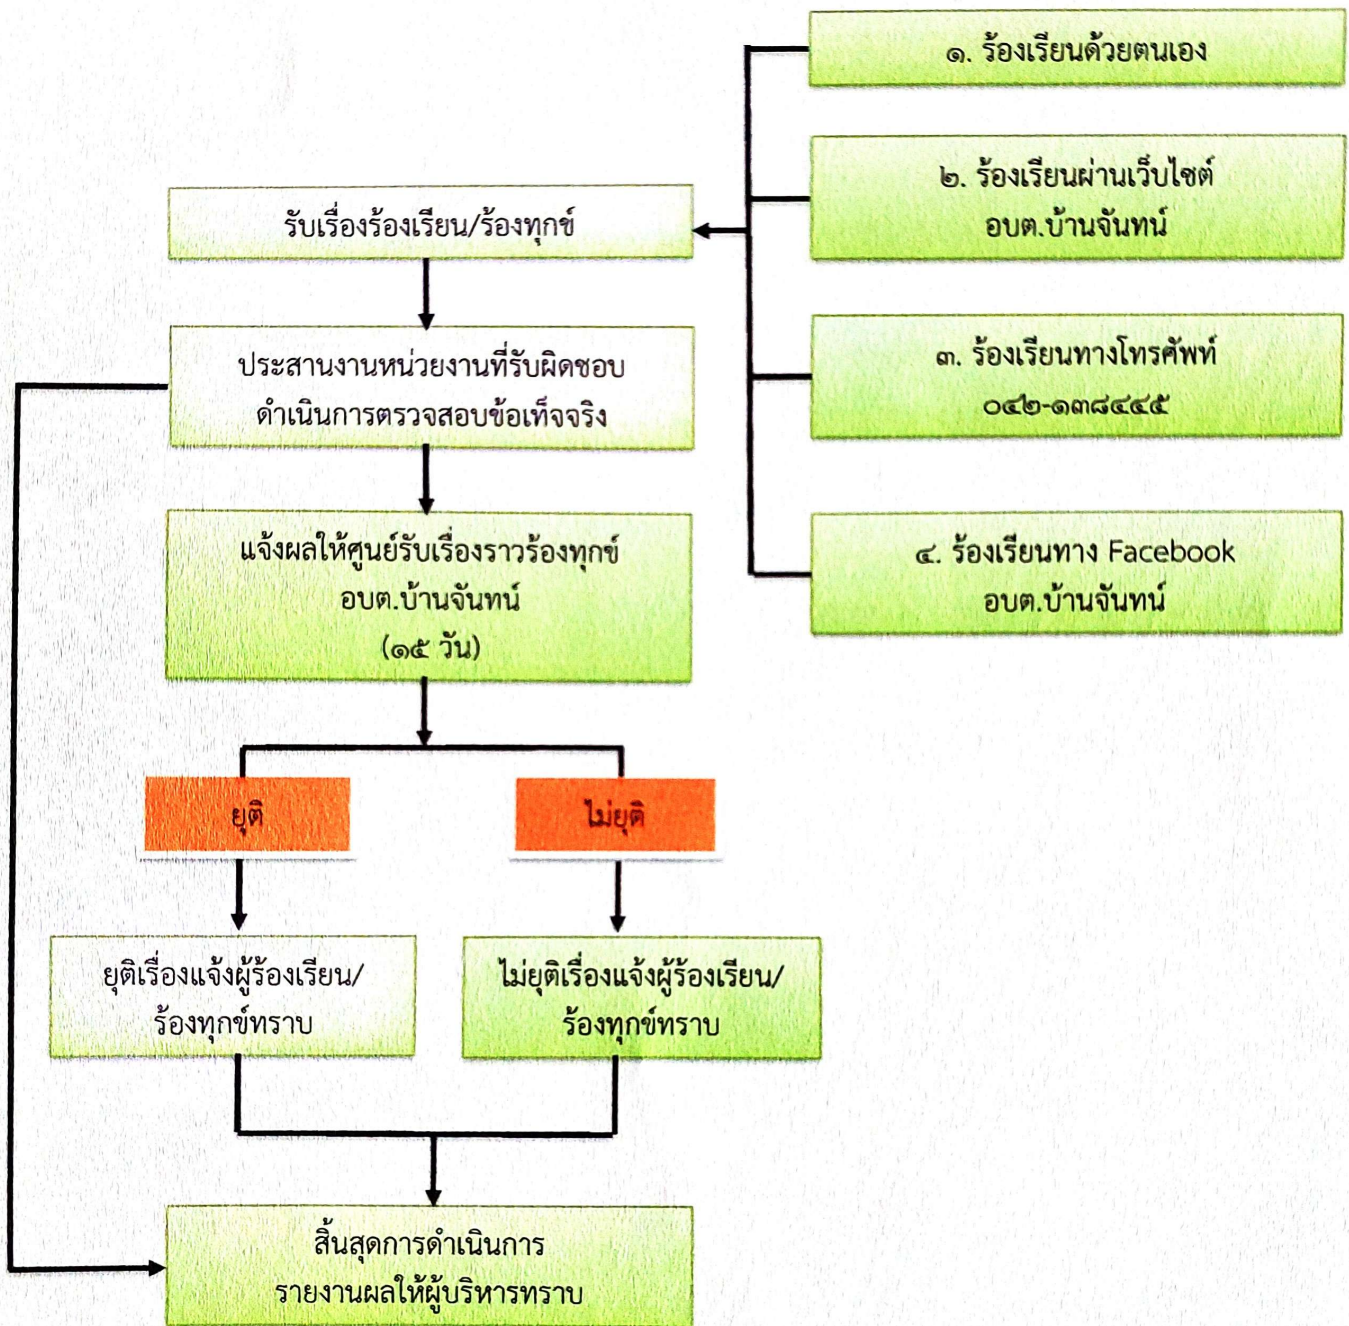 ๑. ร้องเรียนด้วยตนเอง
๒. ร้องเรียนผ่านเว็บไซต์
อบต.บ้านจันทน์
๓. ร้องเรียนทางโทรศัพท์
๐๔๒-๑๓๘๔๔๕
๔. ร้องเรียนทาง Facebook
อบต.บ้านจันทน์
รับเรื่องร้องเรียน/ร้องทุกข์
ประสานงานหน่วยงานที่รับผิดชอบ
ดำเนินการตรวจสอบข้อเท็จจริง
แจ้งผลให้ศูนย์รับเรื่องราวร้องทุกข์
อบต.บ้านจันทน์
(๑๕ วัน)
ยุติ
ไม่ยุติ
ยุติเรื่องแจ้งผู้ร้องเรียน/
ร้องทุกข์ทราบ
ไม่ยุติเรื่องแจ้งผู้ร้องเรียน/
ร้องทุกข์ทราบ
สิ้นสุดการดำเนินการ
รายงานผลให้ผู้บริหารทราบ